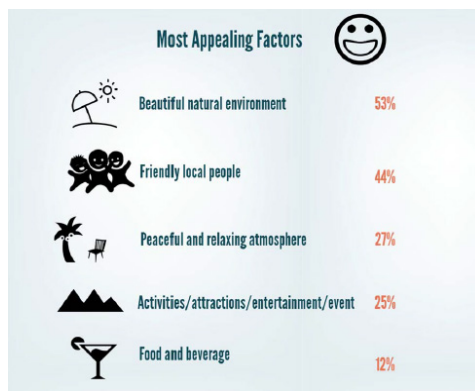 Most Appealing Factors
Beautiful natural environment 53%
Friendly local people 44%
Peaceful and relaxing atmosphere 27%
Activities/attractions/entertainment/event 25%
Food and beverage 12%